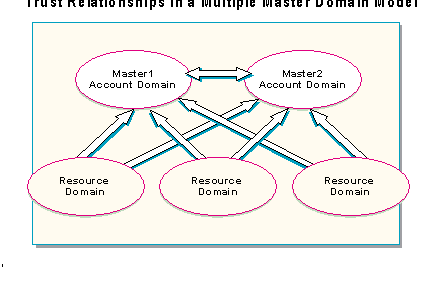 Trust Relationships in a Multiple Master Domain Model
Master1
Account Domain
Master2
Account Domain
Resource
Domain
Resource
Domain
Resource
Domain